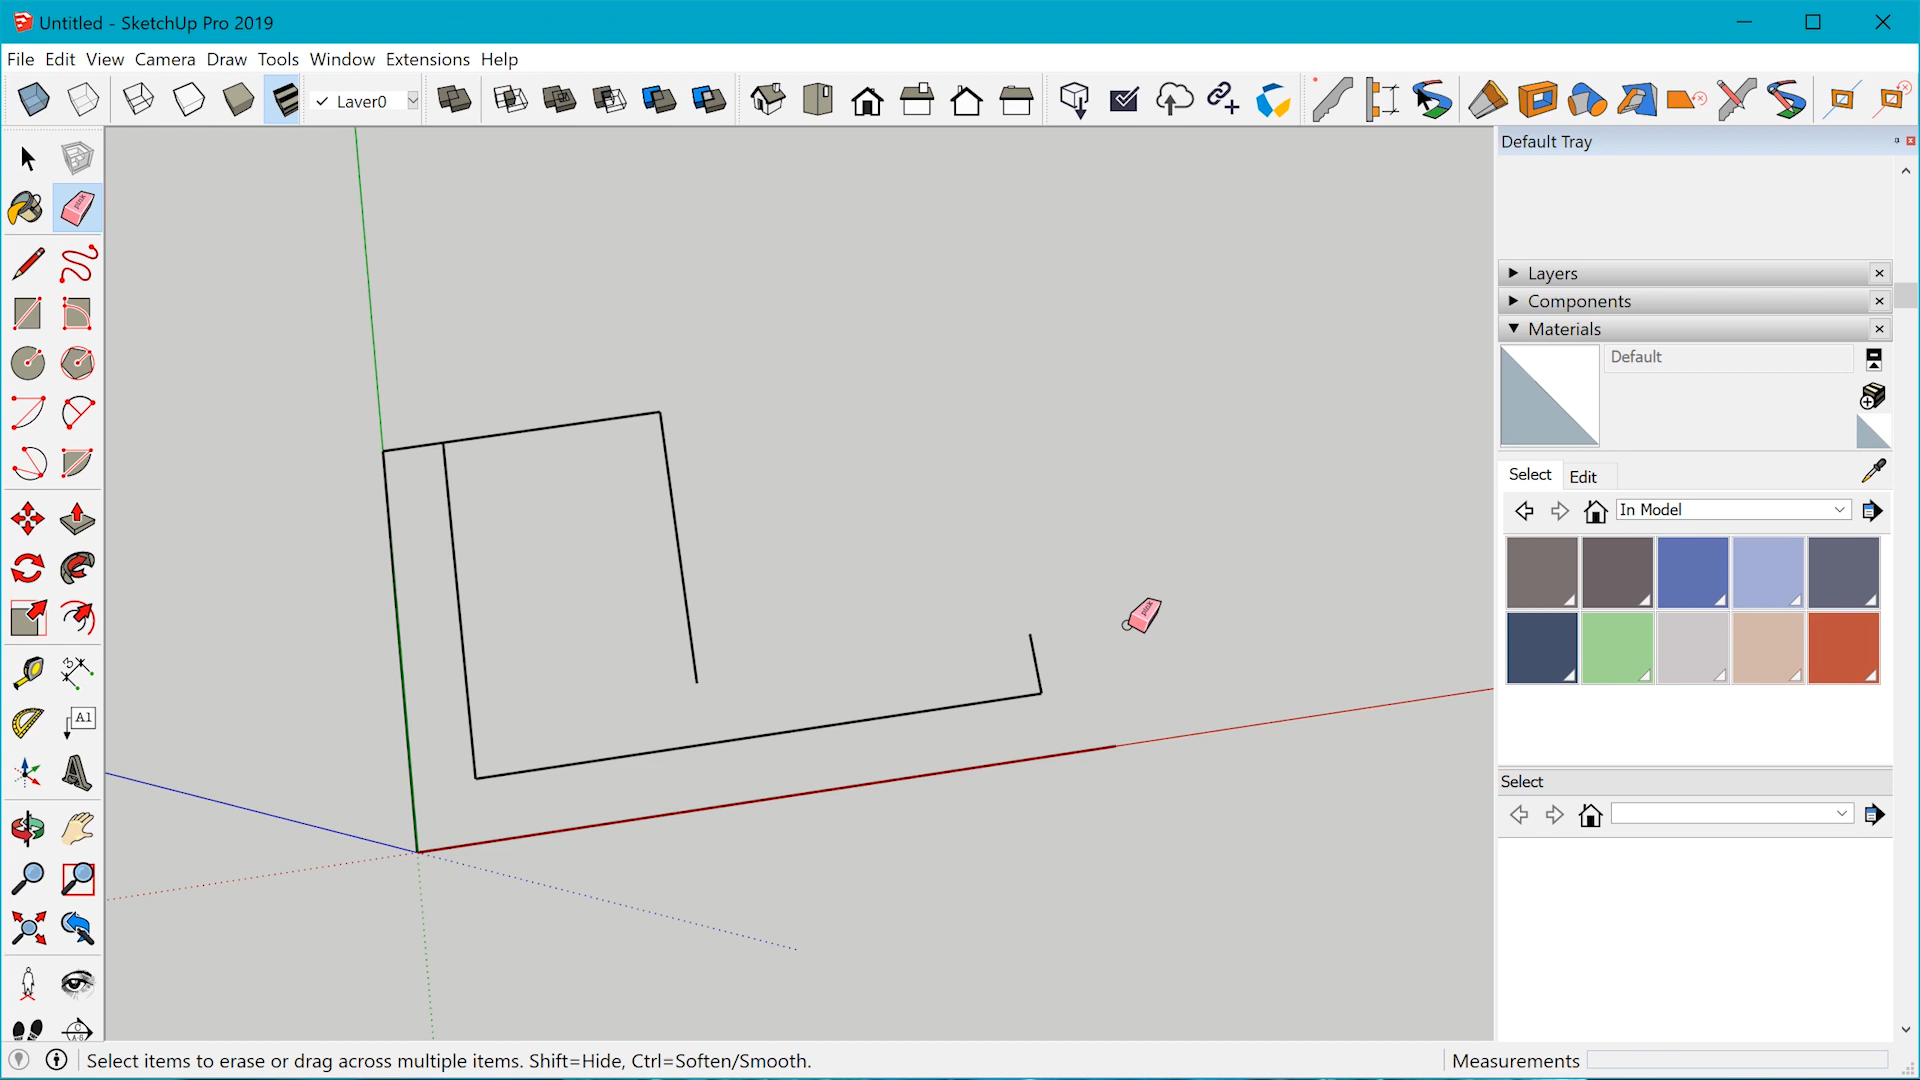 Untitled - SketchUp Pro 2019
File Edit View Camera Draw Tools Window Extensions Help
Layer0
Default Tray
Layers
Components
Materials
Default
Select Edit
In Model
Select
Select items to erase or drag across multiple items. Shift=Hide, Ctrl=Soften/Smooth.
Measurements